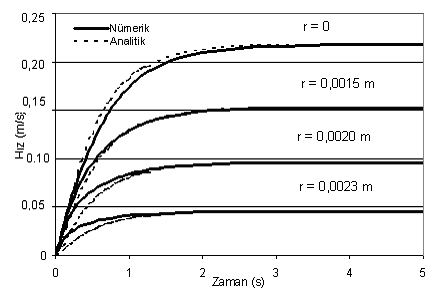 0,25
Nümerik
Analitik
r = 0
0,20
r = 0,0015 m
0,15
Hız (m/s)
r = 0,0020 m
0.10
r = 0,0023 m
0,05
0
0 1 2 3 4 5
Zaman (s)